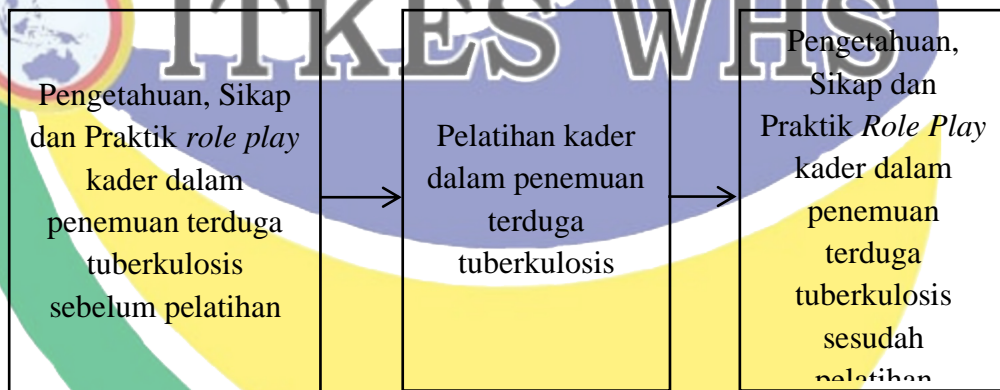 ITKES WHS
Pengetahuan, Sikap
dan Praktik role play
kader dalam
penemuan terduga
tuberkulosis
sebelum pelatihan
Pelatihan kader
dalam penemuan
terduga
tuberkulosis
Pengetahuan,
Sikap dan
Praktik Role Play
kader dalam
penemuan
terduga
tuberkulosis
sesudah
pelatihan